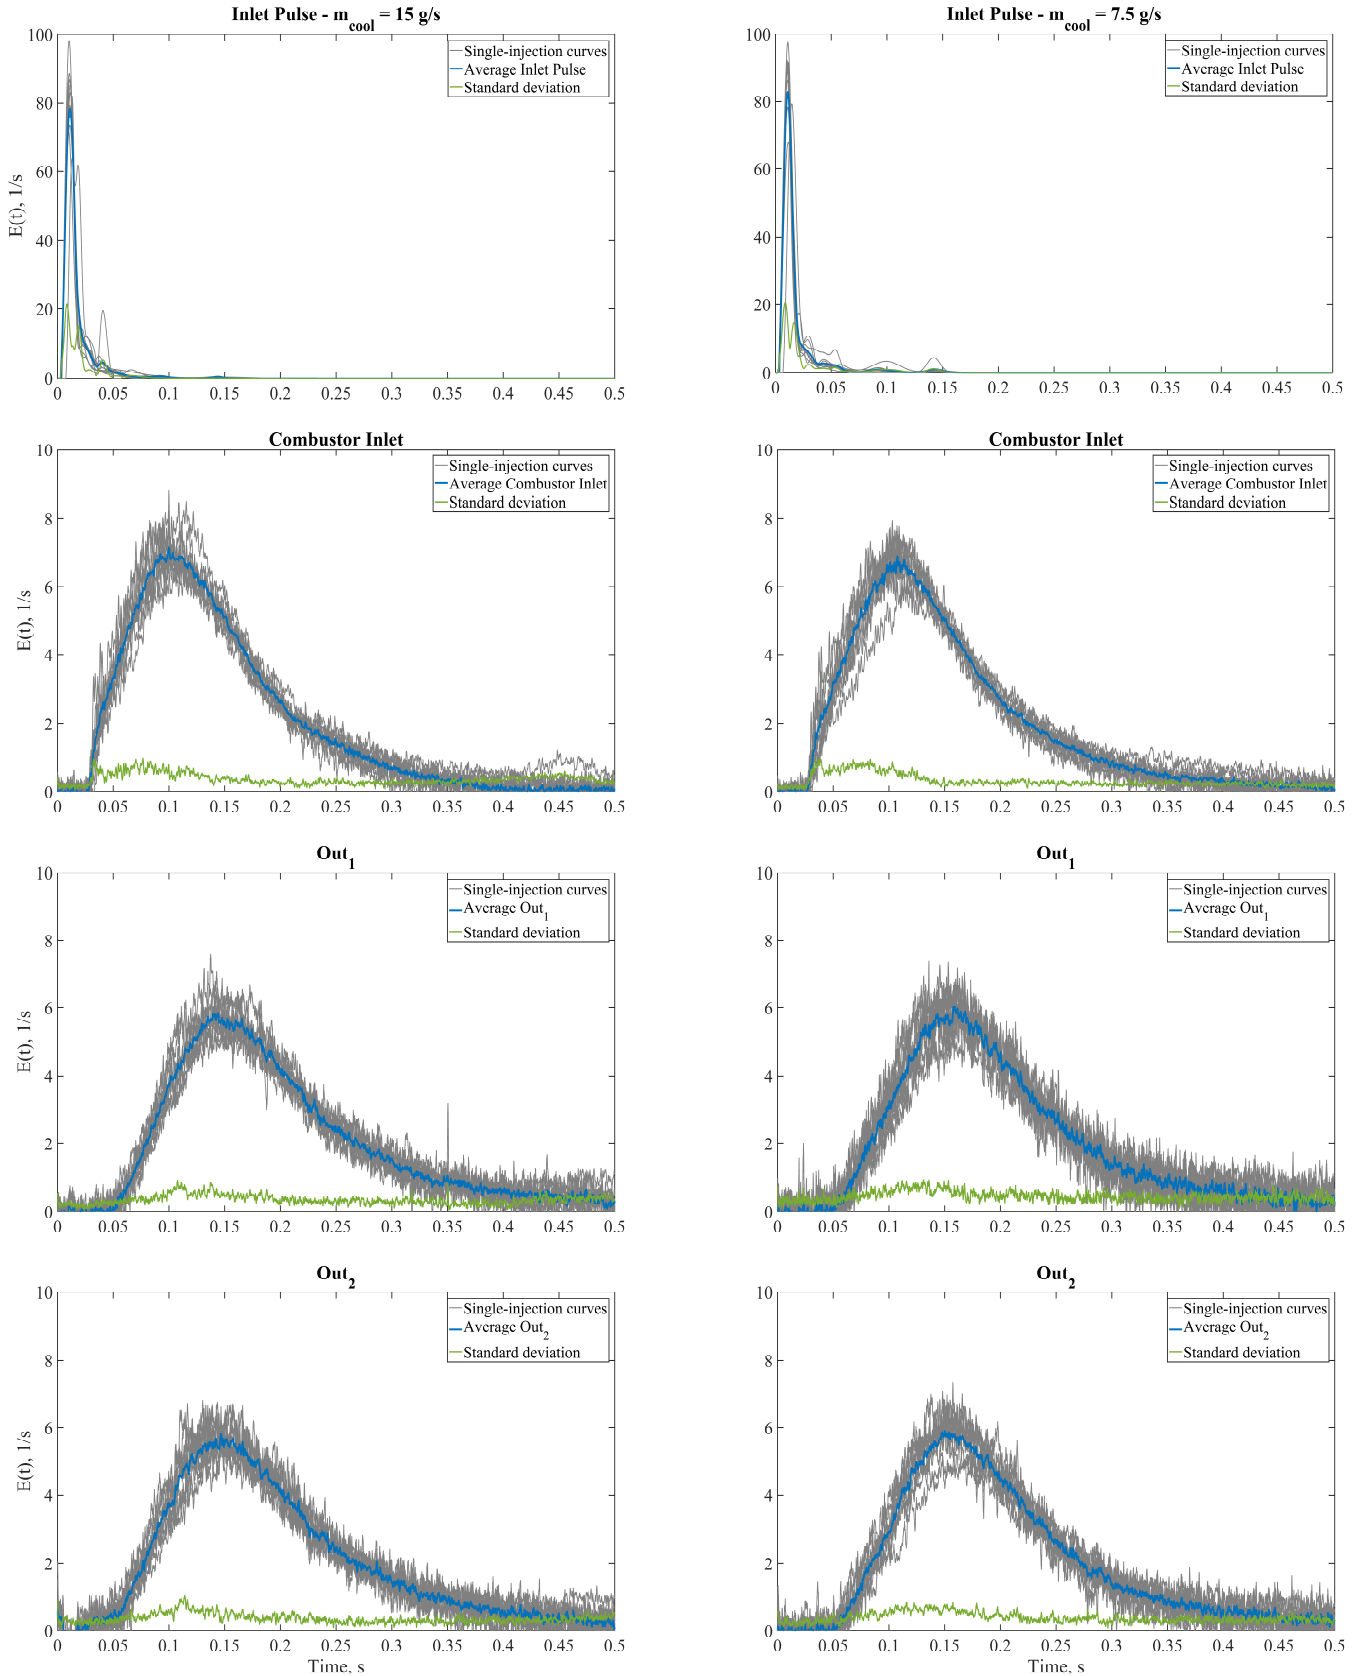 Inlet Pulse - m_cool = 15 g/s
100
80
60
40
20
0
E(t), 1/s
Single-injection curves
Average Inlet Pulse
Standard deviation
0 0.05 0.1 0.15 0.2 0.25 0.3 0.35 0.4 0.45 0.5
Inlet Pulse - m_cool = 7.5 g/s
100
80
60
40
20
0
Single-injection curves
Average Inlet Pulse
Standard deviation
0 0.05 0.1 0.15 0.2 0.25 0.3 0.35 0.4 0.45 0.5
Combustor Inlet
10
8
6
4
2
0
E(t), 1/s
Single-injection curves
Average Combustor Inlet
Standard deviation
0 0.05 0.1 0.15 0.2 0.25 0.3 0.35 0.4 0.45 0.5
Combustor Inlet
10
8
6
4
2
0
Single-injection curves
Average Combustor Inlet
Standard deviation
0 0.05 0.1 0.15 0.2 0.25 0.3 0.35 0.4 0.45 0.5
Out_1
10
8
6
4
2
0
E(t), 1/s
Single-injection curves
Average Out_1
Standard deviation
0 0.05 0.1 0.15 0.2 0.25 0.3 0.35 0.4 0.45 0.5
Out_1
10
8
6
4
2
0
Single-injection curves
Average Out_1
Standard deviation
0 0.05 0.1 0.15 0.2 0.25 0.3 0.35 0.4 0.45 0.5
Out_2
10
8
6
4
2
0
E(t), 1/s
Single-injection curves
Average Out_2
Standard deviation
0 0.05 0.1 0.15 0.2 0.25 0.3 0.35 0.4 0.45 0.5
Time, s
Out_2
10
8
6
4
2
0
Single-injection curves
Average Out_2
Standard deviation
0 0.05 0.1 0.15 0.2 0.25 0.3 0.35 0.4 0.45 0.5
Time, s